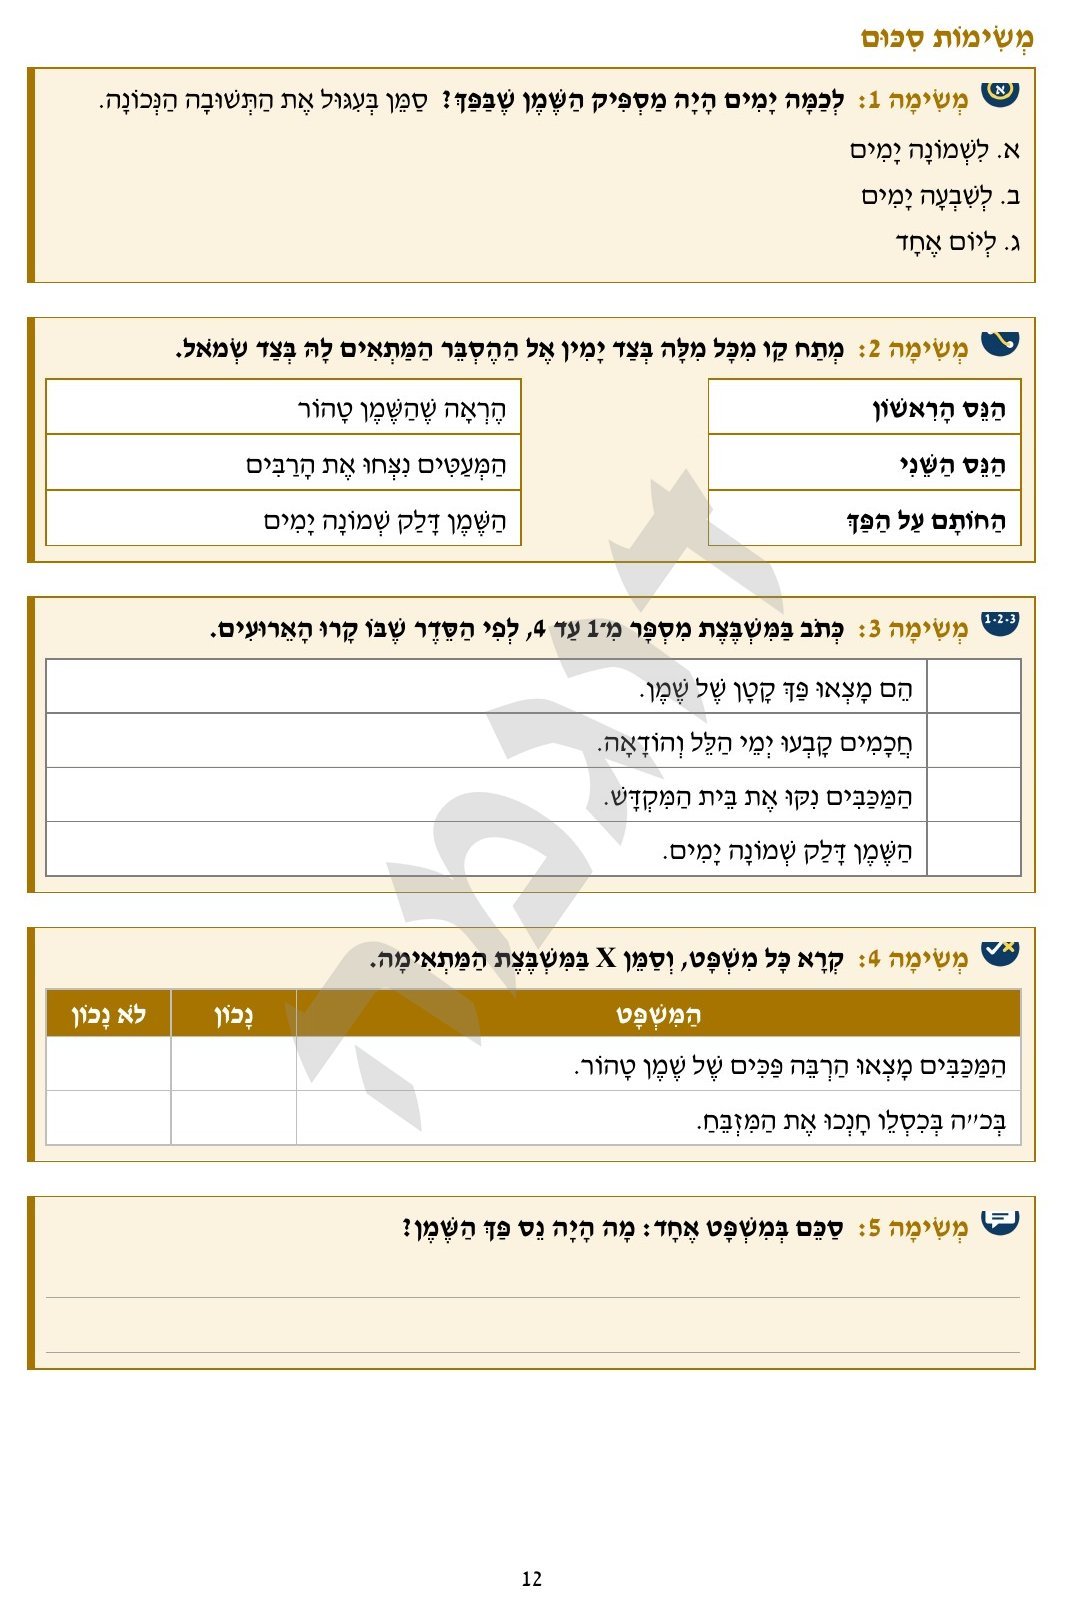 מְשִׂימוֹת סִכּוּם
מְשִׂימָה 1: לְכַמָּה יָמִים הָיָה מַסְפִּיק הַשֶּׁמֶן שֶׁבַּפַּךְ? סַמֵּן בְּעִגּוּל אֶת הַתְּשׁוּבָה הַנְּכוֹנָה.
א. לִשְׁמוֹנָה יָמִים
ב. לְשִׁבְעָה יָמִים
ג. לְיוֹם אֶחָד
מְשִׂימָה 2: מְתַח קַו מִכָּל מִלָּה בְּצַד יָמִין אֶל הַהֶסְבֵּר הַמַּתְאִים לָהּ בְּצַד שְׂמֹאל.
הַנֵּס הָרִאשׁוֹן הֶרְאָה שֶׁהַשֶּׁמֶן טָהוֹר
הַנֵּס הַשֵּׁנִי הַמְּעַטִּים נִצְּחוּ אֶת הָרַבִּים
הַחוֹתָם עַל הַפַּךְ הַשֶּׁמֶן דָּלַק שְׁמוֹנָה יָמִים
1-2-3 מְשִׂימָה 3: כְּתֹב בַּמִּשְׁבֶּצֶת מִסְפָּר מִ־1 עַד 4, לְפִי הַסֵּדֶר שֶׁבּוֹ קָרוּ הָאֵרוּעִים.
הֵם מָצְאוּ פַּךְ קָטָן שֶׁל שֶׁמֶן.
חֲכָמִים קָבְעוּ יְמֵי הַלֵּל וְהוֹדָאָה.
הַמַּכַּבִּים נִקּוּ אֶת בֵּית הַמִּקְדָּשׁ.
הַשֶּׁמֶן דָּלַק שְׁמוֹנָה יָמִים.
מְשִׂימָה 4: קְרָא כָּל מִשְׁפָּט, וְסַמֵּן X בַּמִּשְׁבֶּצֶת הַמַּתְאִימָה.
הַמִּשְׁפָּט נָכוֹן לֹא נָכוֹן
הַמַּכַּבִּים מָצְאוּ הַרְבֵּה פַּכִּים שֶׁל שֶׁמֶן טָהוֹר.
בְּכ״ה בְּכִסְלֵו חָנְכוּ אֶת הַמִּזְבֵּחַ.
מְשִׂימָה 5: סַכֵּם בְּמִשְׁפָּט אֶחָד: מָה הָיָה נֵס פַּךְ הַשֶּׁמֶן?
12
דוגמה